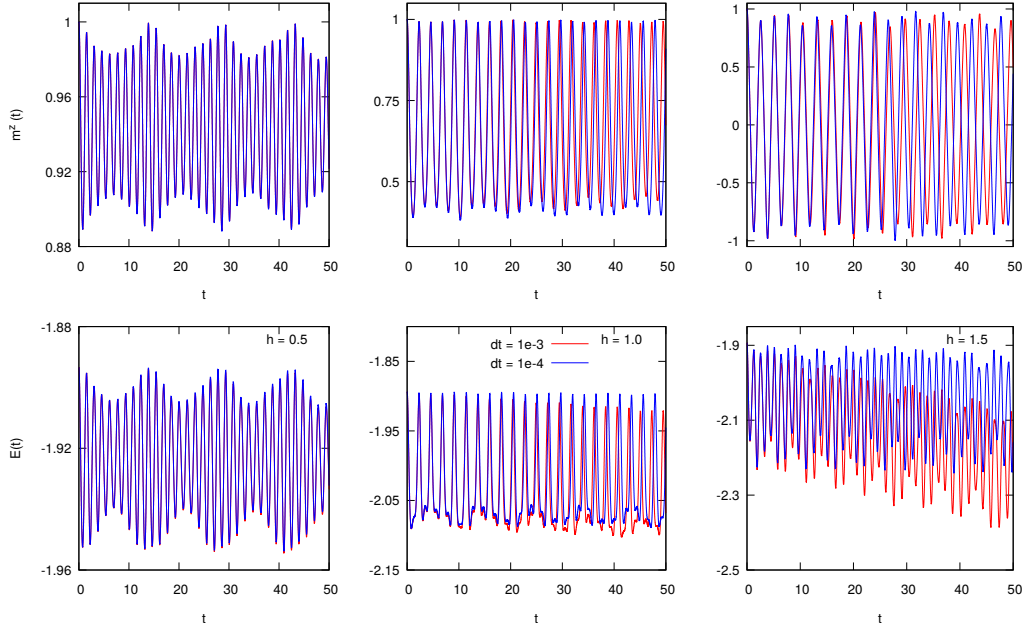 1
0.96
0.92
0.88
m² (t)
0 10 20 30 40 50
t
1
0.75
0.5
0 10 20 30 40 50
t
1
0.5
0
-0.5
-1
0 10 20 30 40 50
t
-1.88
-1.92
-1.96
E(t)
h = 0.5
0 10 20 30 40 50
t
-1.85
-1.95
-2.05
-2.15
dt = 1e-3
h = 1.0
dt = 1e-4
0 10 20 30 40 50
t
-1.9
-2.1
-2.3
-2.5
h = 1.5
0 10 20 30 40 50
t